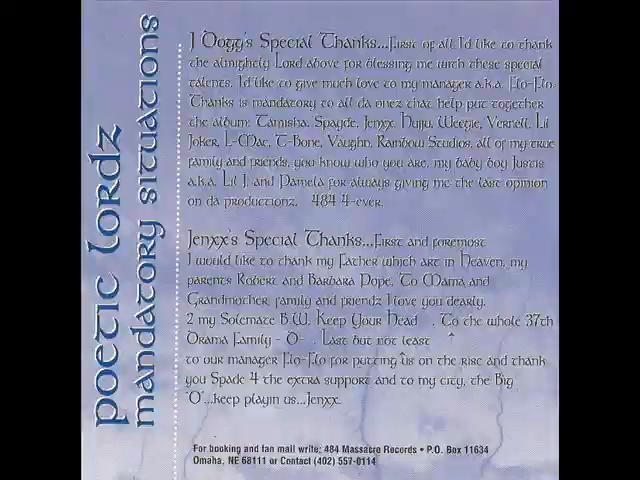 poetic lordz
mandatory situations
J Dogg's Special Thanks...First of all I'd like to thank
the almightely Lord above for blessing me with these special
talents. I'd like to give much love to my manager a.k.a. Flo-Flo.
Thanks is mandatory to all da onez that help put together
the album: Tamisha, Spayde, Jenxx, Hujju, Weegie, Vernell, Lil
Joker, L-Mac, T-Bone, Vaughn, Rainbow Studios, all of my true
family and friends, you know who you are, my baby boy Justis
a.k.a. Lil J. and Pamela for always giving me the last opinion
on da productionz. 484 4-ever.
Jenxx's Special Thanks...First and foremost
I would like to thank my Father which art in Heaven, my
parents Robert and Barbara Pope. To Mama and
Grandmother, family and friendz I love you dearly.
2 my Solemate B.W. Keep Your Head . To the whole 37th
Drama Family - O- . Last but not least ↑
to our manager Flo-Flo for putting us on the rise and thank
you Spade 4 the extra support and to my city, the Big
"O"...keep playin us...Jenxx.
For booking and fan mail write: 484 Massacre Records • P.O. Box 11634
Omaha, NE 68111 or Contact (402) 557-0114